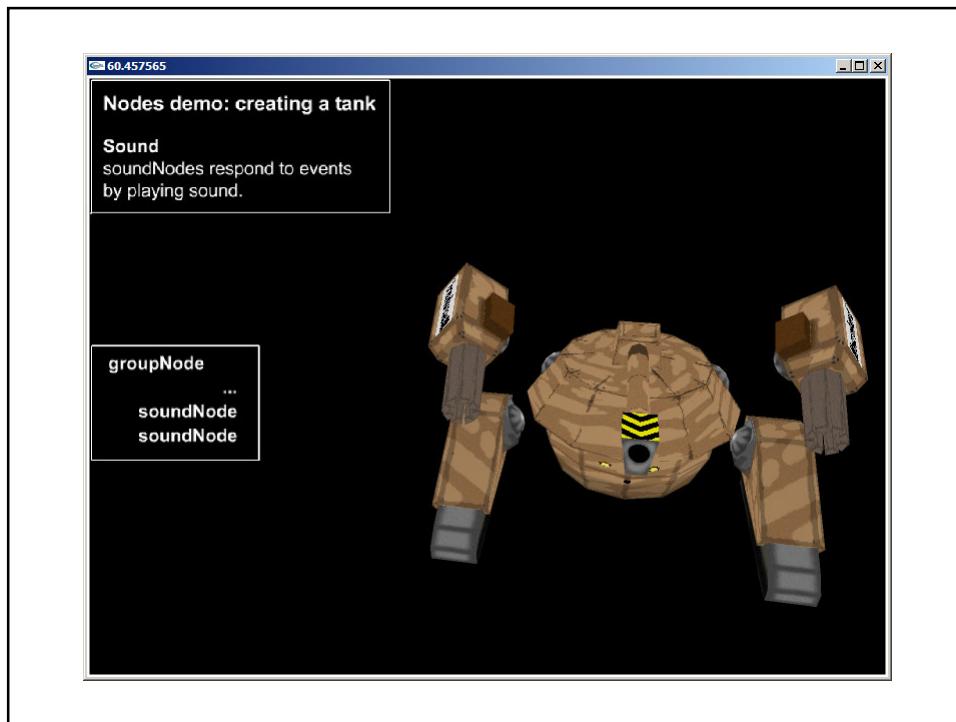 60.457565
Nodes demo: creating a tank
Sound
soundNodes respond to events
by playing sound.
groupNode
...
soundNode
soundNode